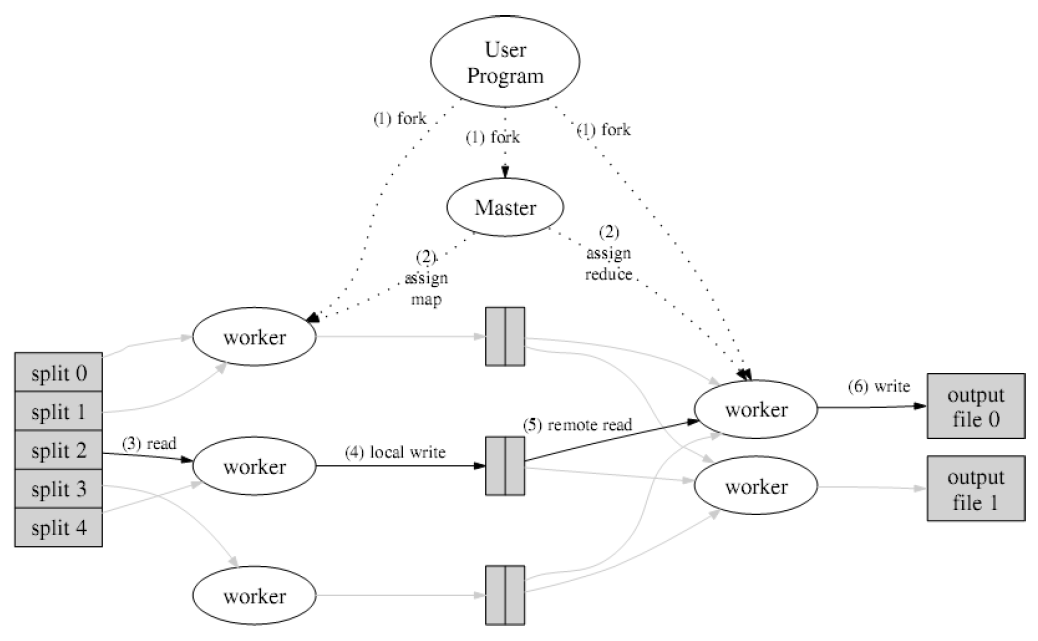 User
Program
(1) fork
(1) fork
(1) fork
Master
(2)
assign
map
(2)
assign
reduce
worker
split 0
split 1
split 2
split 3
split 4
(3) read
worker
(4) local write
(5) remote read
worker
(6) write
output
file 0
worker
output
file 1
worker